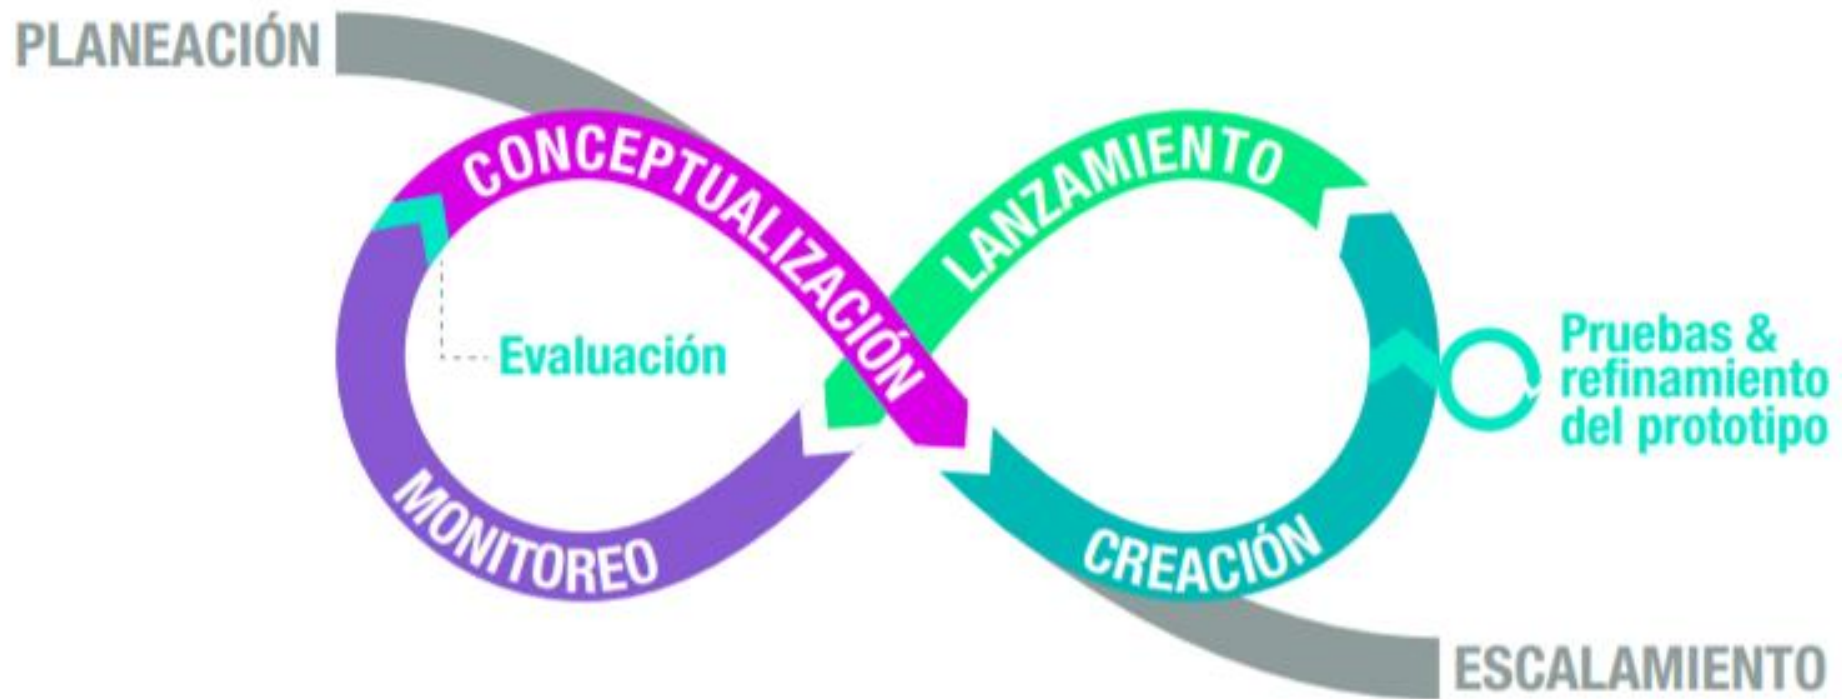 PLANEACIÓN
CONCEPTUALIZACIÓN
LANZAMIENTO
Evaluación
Pruebas &
refinamiento
del prototipo
MONITOREO
CREACIÓN
ESCALAMIENTO